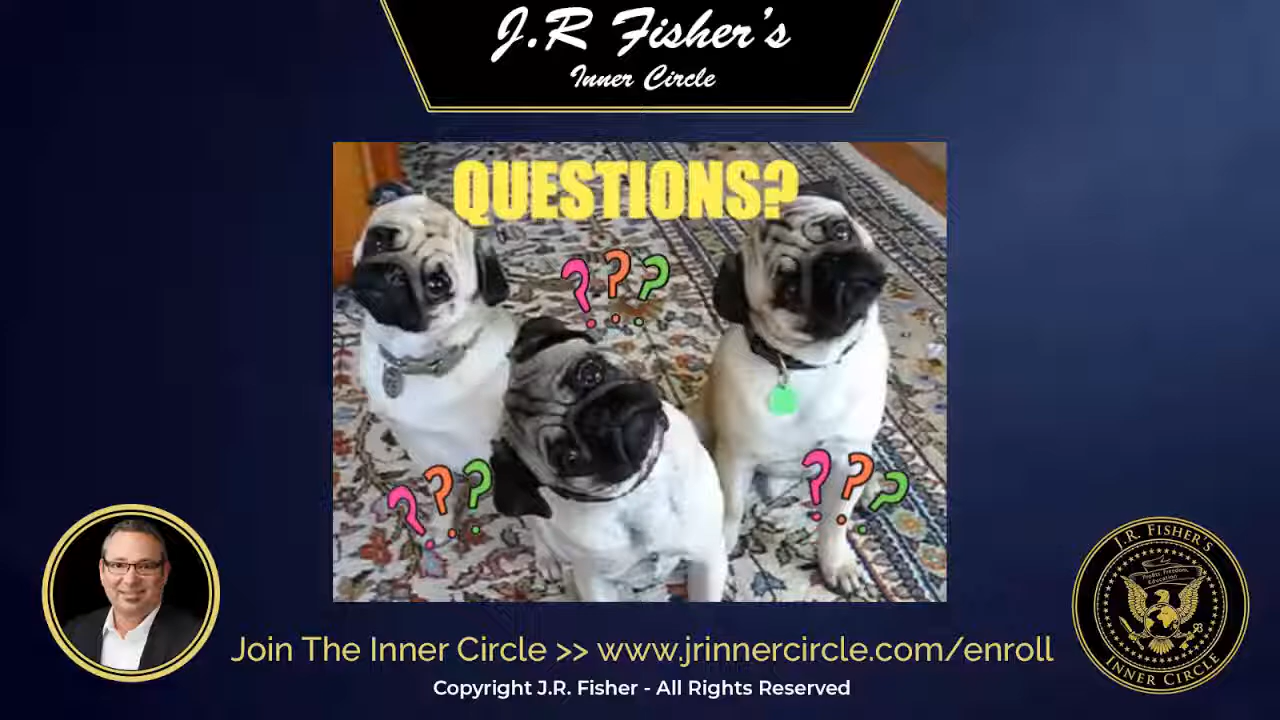 J.R Fisher's
Inner Circle
QUESTIONS?
???
???
???
J.R. FISHER'S
INNER CIRCLE
Join The Inner Circle >> www.jrinnercircle.com/enroll
Copyright J.R. Fisher - All Rights Reserved